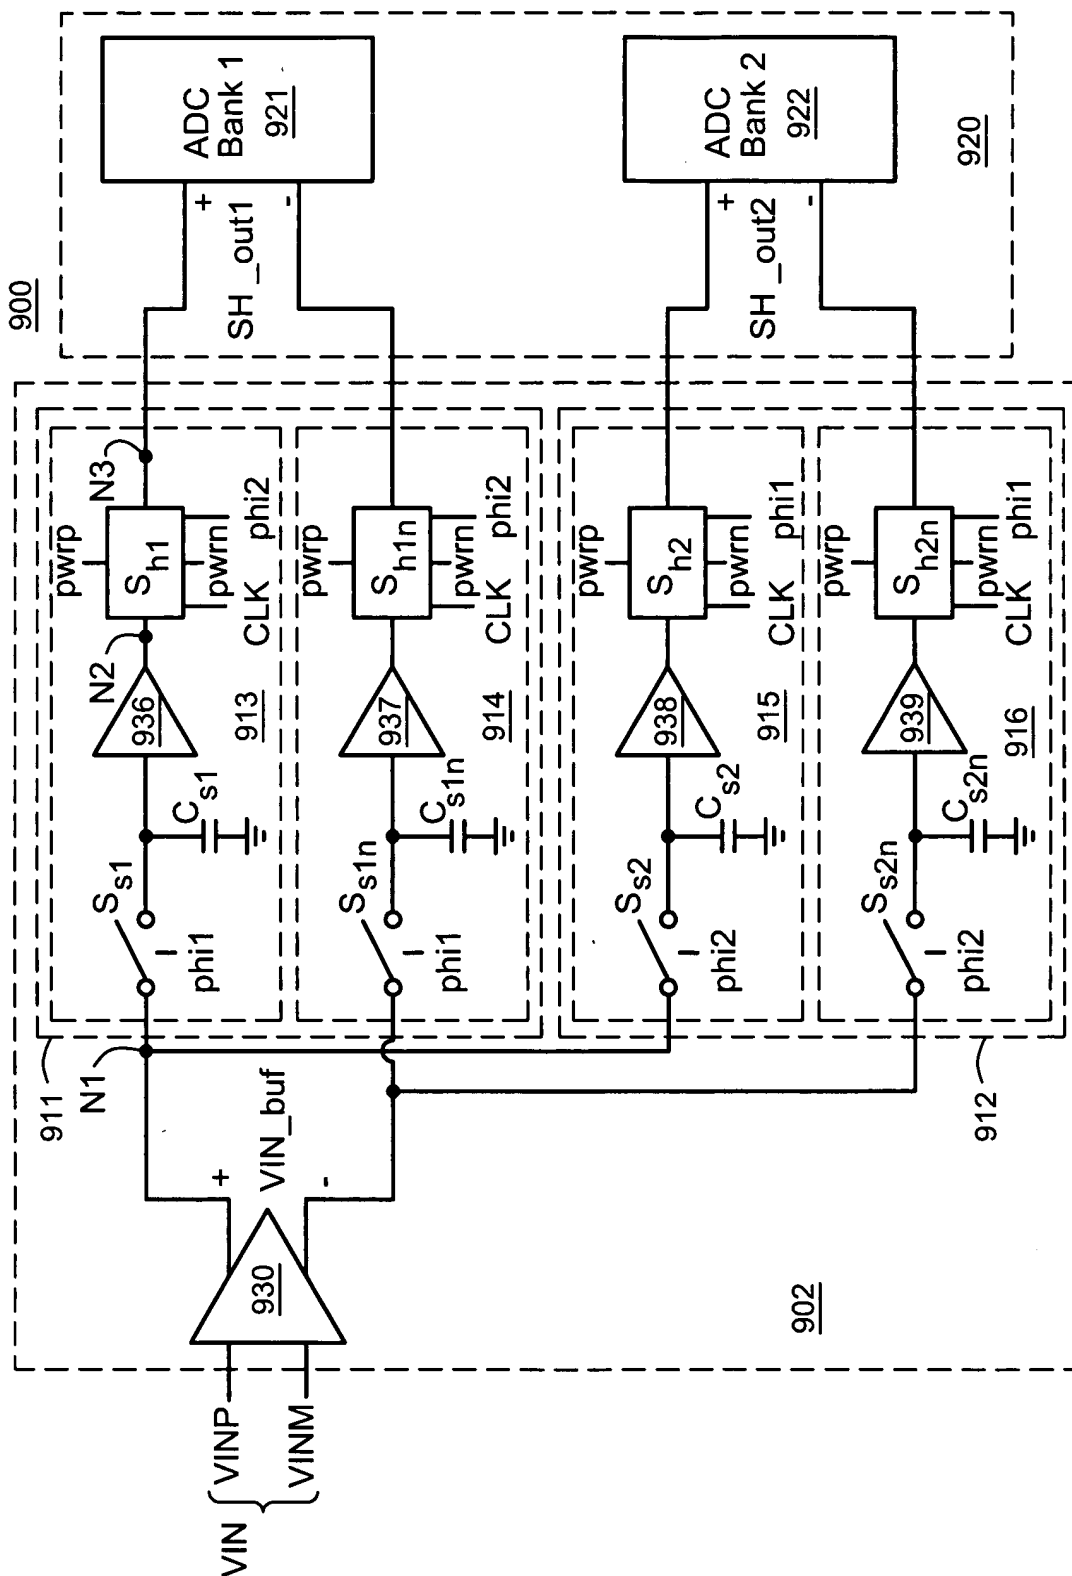 900
VIN
VINP
VINM
930
+
VIN_buf
-
902
N1
911
912
Ss1
phi1
Cs1
936
N2
913
pwrp
Sh1
pwrn
CLK
phi2
N3
Ss1n
phi1
Cs1n
937
914
pwrp
Sh1n
pwrn
CLK
phi2
Ss2
phi2
Cs2
938
915
pwrp
Sh2
pwrn
CLK
phi1
Ss2n
phi2
Cs2n
939
916
pwrp
Sh2n
pwrn
CLK
phi1
+
SH_out1
-
ADC
Bank 1
921
+
SH_out2
-
ADC
Bank 2
922
920